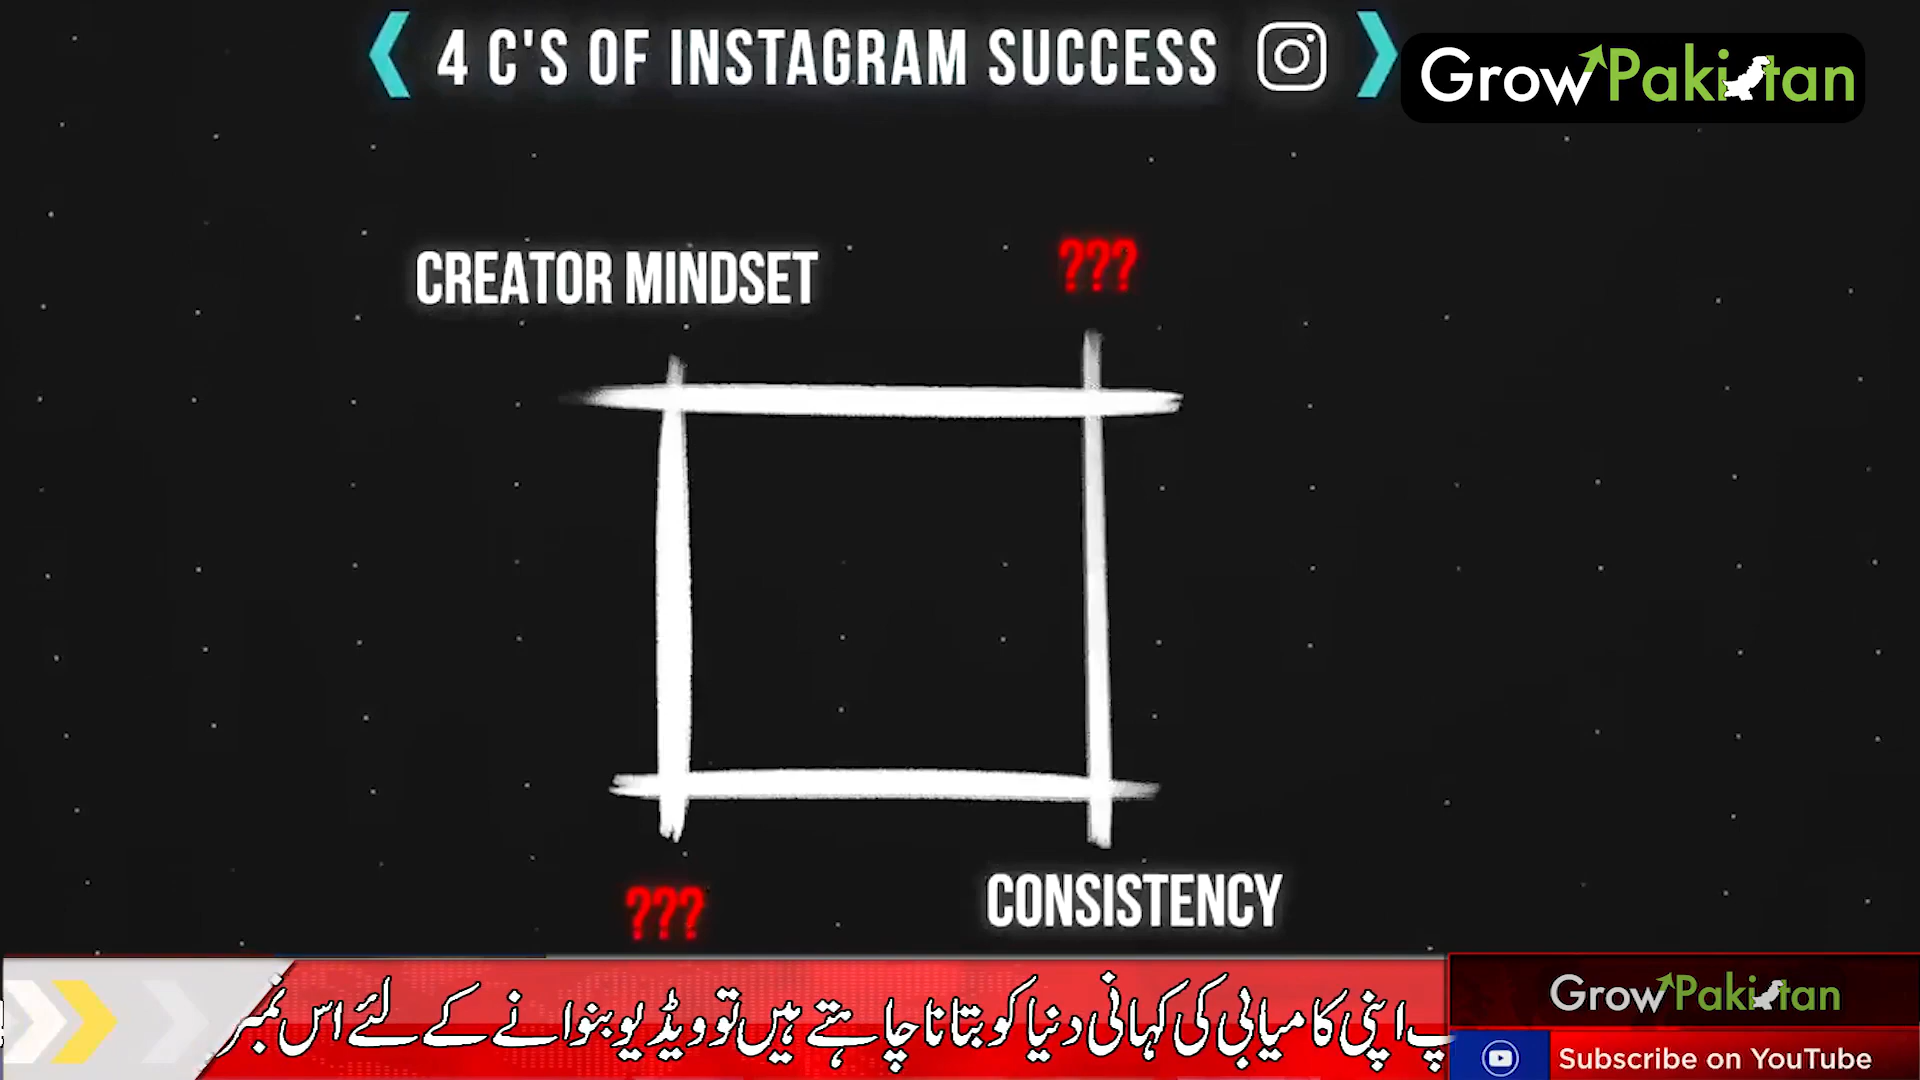 4 C'S OF INSTAGRAM SUCCESS
GrowPakistan
CREATOR MINDSET
???
???
CONSISTENCY
اپنی کامیابی کی کہانی دنیا کو بتانا چاہتے ہیں تو ویڈیو بنوانے کے لئے اس نمبر
GrowPakistan
Subscribe on YouTube